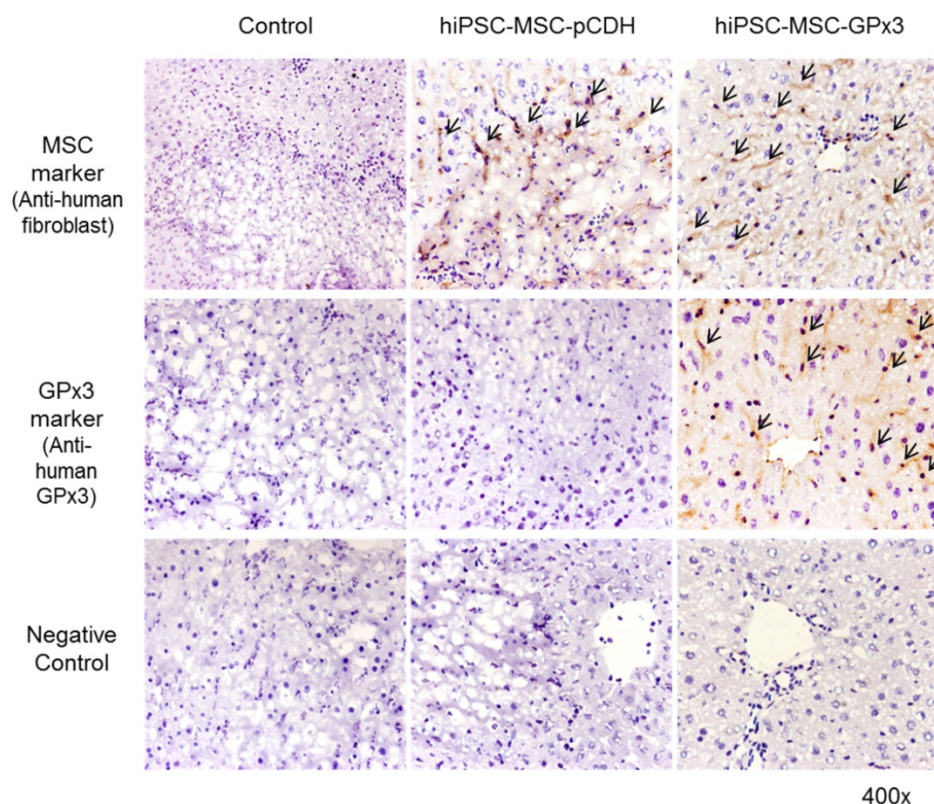 Control
hiPSC-MSC-pCDH
hiPSC-MSC-GPx3
MSC
marker
(Anti-human
fibroblast)
GPx3
marker
(Anti-
human
GPx3)
Negative
Control
400x